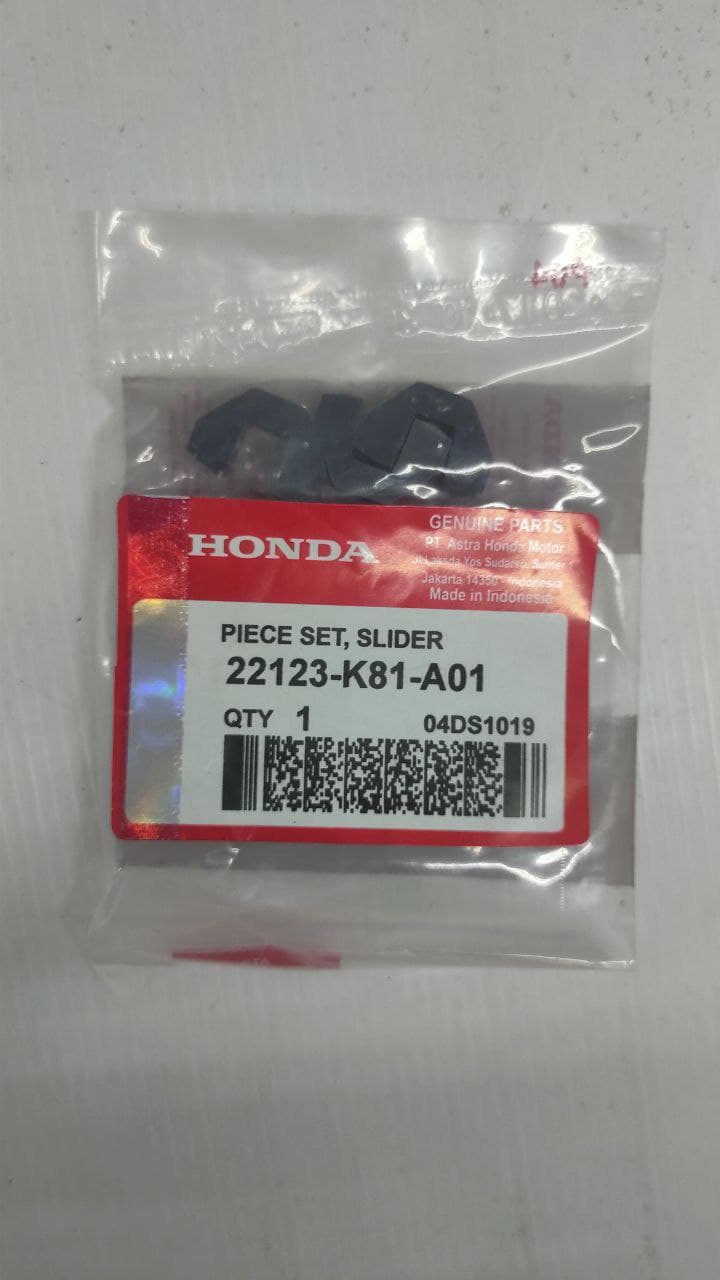 HONDA
GENUINE PARTS
PT. Astra Honda Motor
Jl. Laksda Yos Sudarso, Sunter 1
Jakarta 14350 - Indonesia
Made in Indonesia
PIECE SET, SLIDER
22123-K81-A01
QTY 1 04DS1019